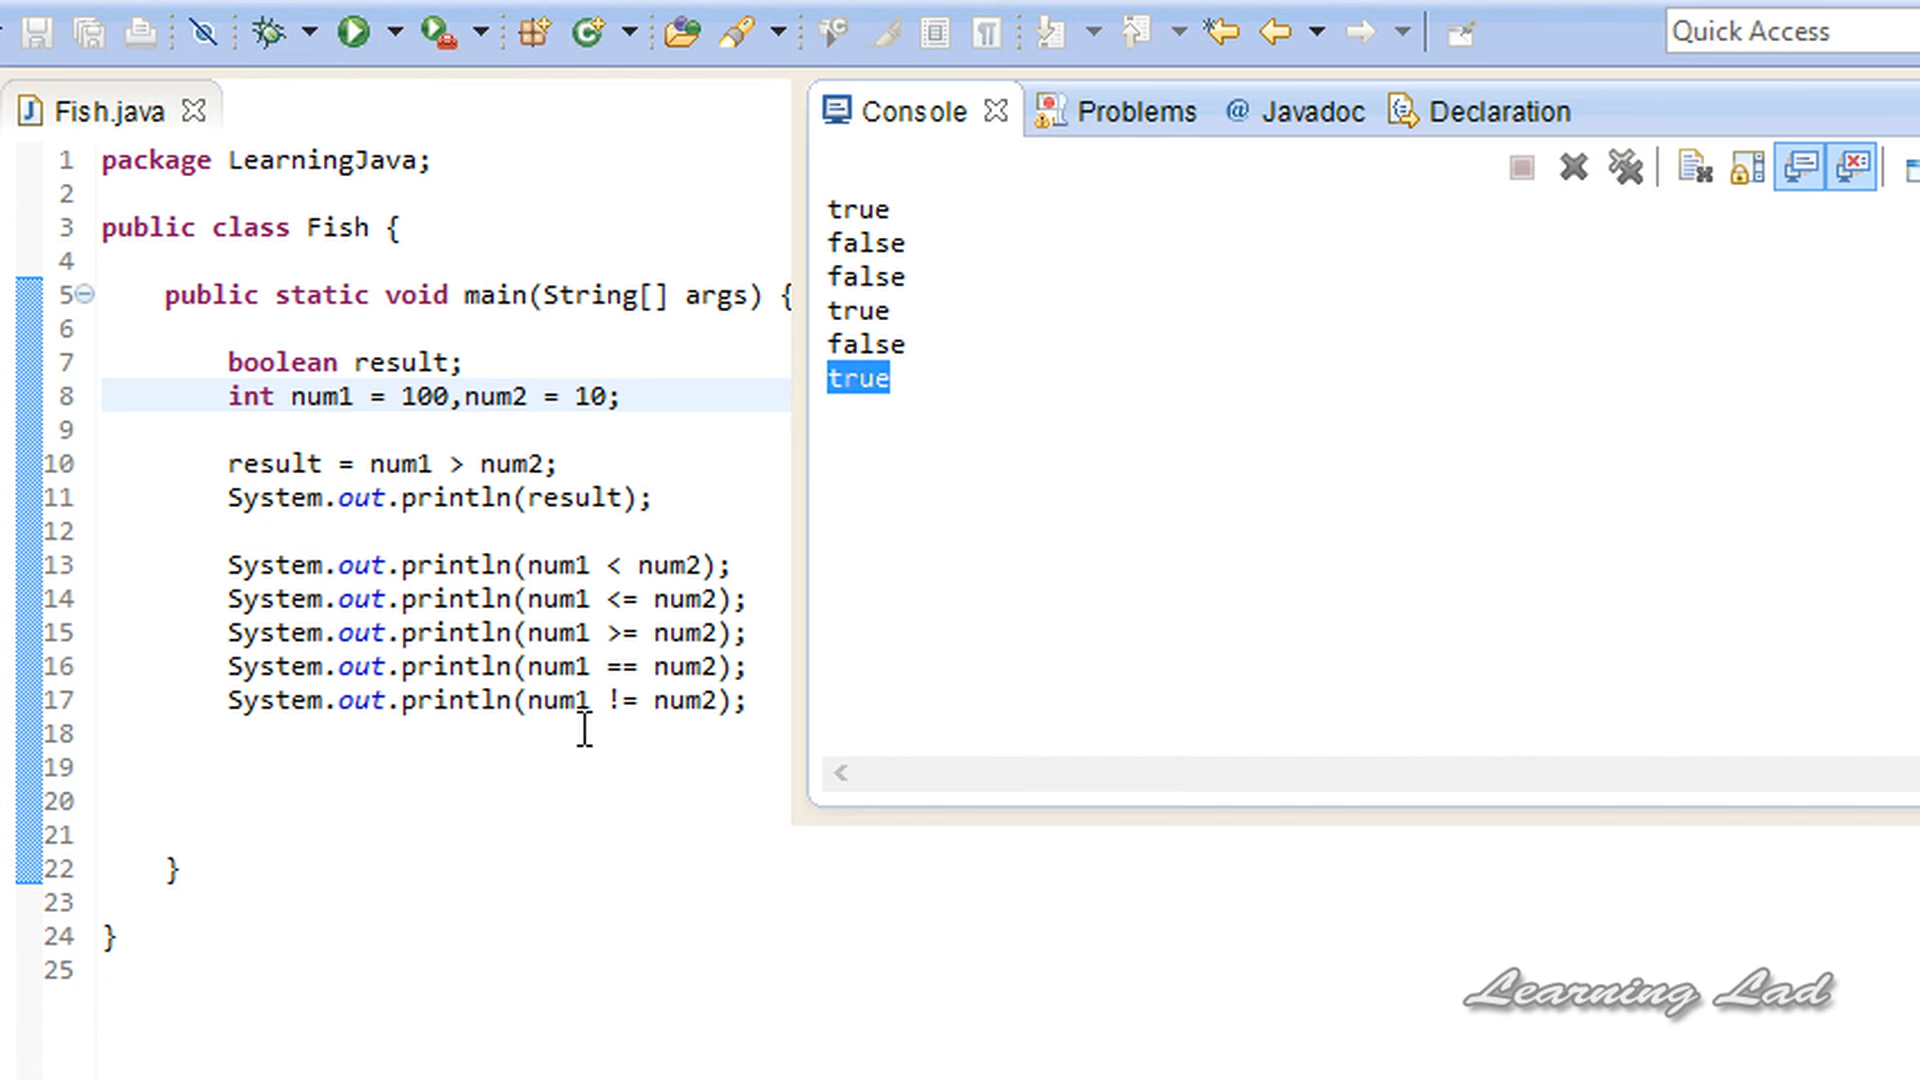 Quick Access
Fish.java
1 package LearningJava;
2
3 public class Fish {
4
5 public static void main(String[] args) {
6
7 boolean result;
8 int num1 = 100,num2 = 10;
9
10 result = num1 > num2;
11 System.out.println(result);
12
13 System.out.println(num1 < num2);
14 System.out.println(num1 <= num2);
15 System.out.println(num1 >= num2);
16 System.out.println(num1 == num2);
17 System.out.println(num1 != num2);
18
19
20
21
22 }
23
24 }
25
Console Problems @ Javadoc Declaration
true
false
false
true
false
true
Learning Lad